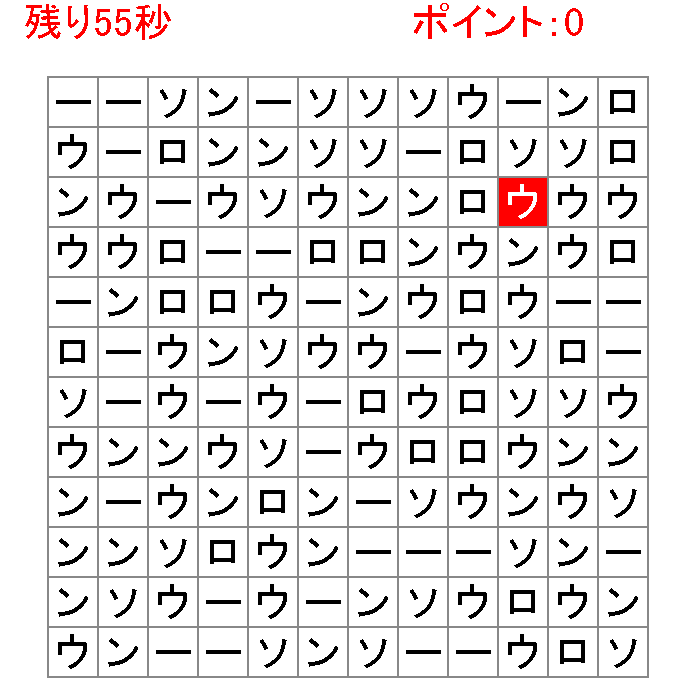 残り55秒 ポイント:0
ーーソンーソソソウーンロ
ウーロンンソソーロソソロ
ンウーウソウンンロウウウ
ウウローーロロンウンウロ
ーンロロウーンウロウーー
ローウンソウウーウソロー
ソーウーウーロウロソソウ
ウンンウソーウロロウンン
ンーウンロンーソウンウソ
ンンソロウンーーーソンー
ンソウーウーンソウロウン
ウンーーソンソーーウロソ